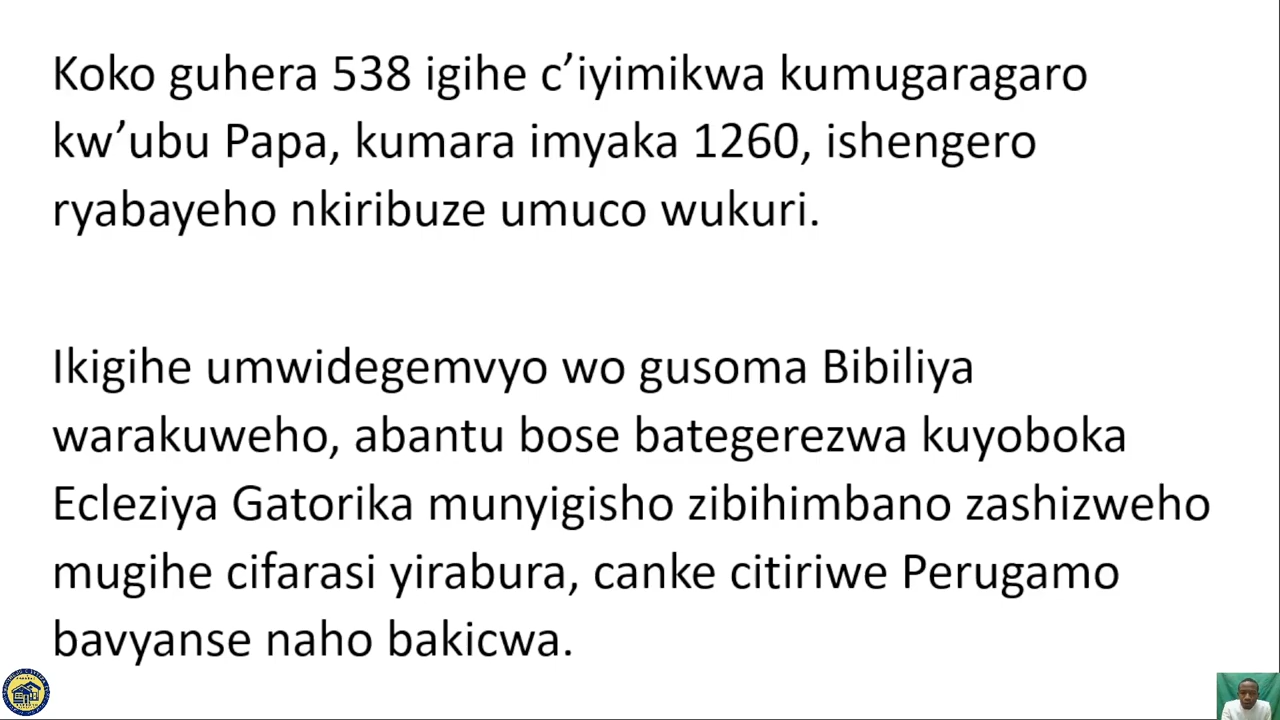 Koko guhera 538 igihe c’iyimikwa kumugaragaro
kw’ubu Papa, kumara imyaka 1260, ishengero
ryabayeho nkiribuze umuco wukuri.
Ikigihe umwidegemvyo wo gusoma Bibiliya
warakuweho, abantu bose bategerezwa kuyoboka
Ecleziya Gatorika munyigisho zibihimbano zashizweho
mugihe cifarasi yirabura, canke citiriwe Perugamo
bavyanse naho bakicwa.